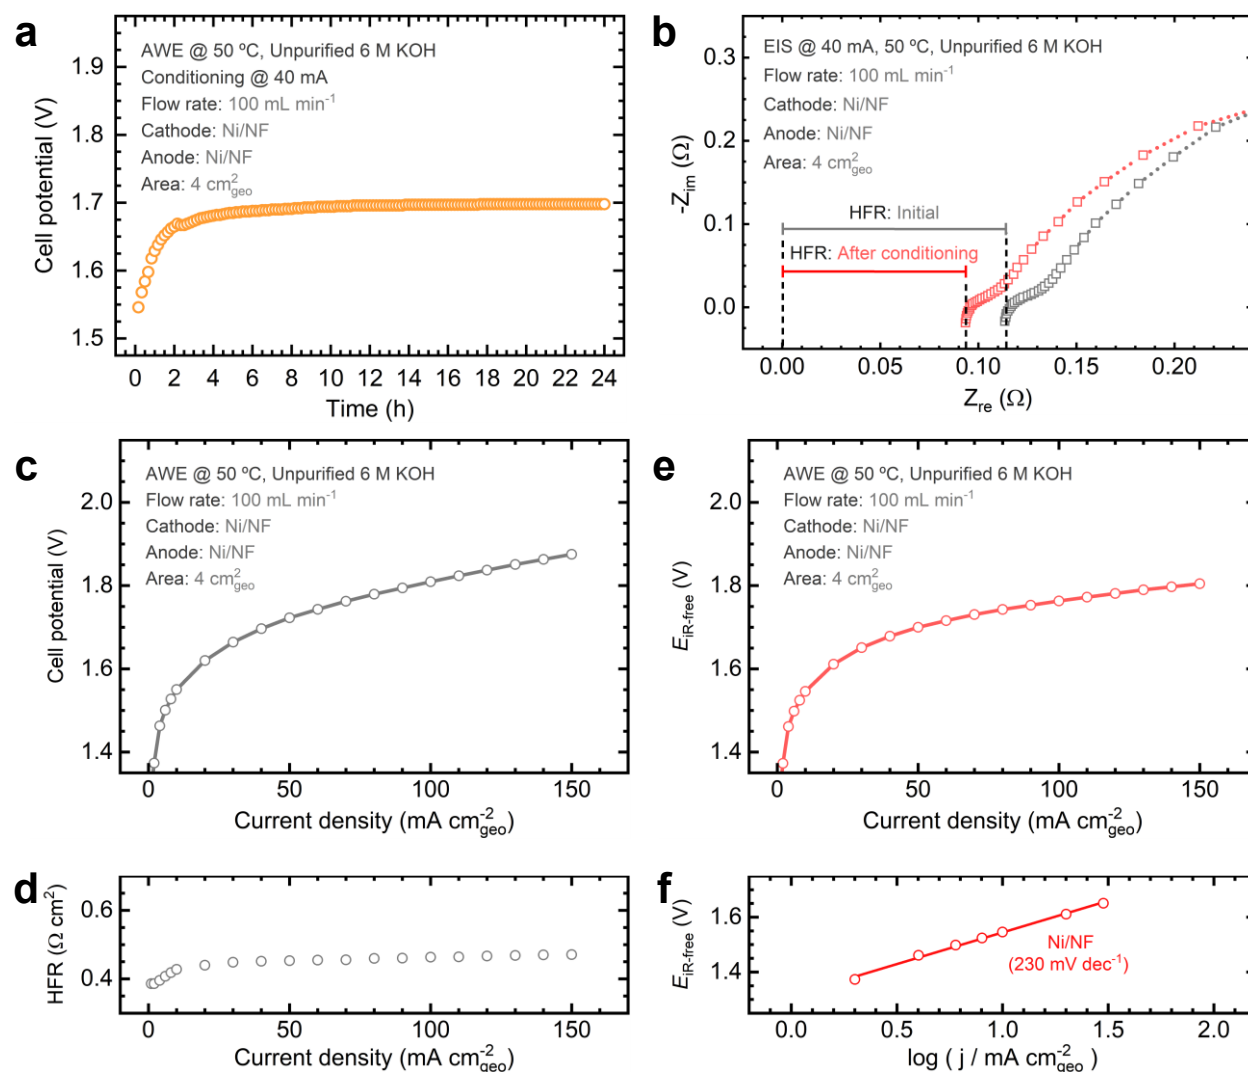 a
AWE @ 50 ºC, Unpurified 6 M KOH
Conditioning @ 40 mA
Flow rate: 100 mL min⁻¹
Cathode: Ni/NF
Anode: Ni/NF
Area: 4 cm²geo
Cell potential (V)
1.9
1.8
1.7
1.6
1.5
0 2 4 6 8 10 12 14 16 18 20 22 24
Time (h)
b
EIS @ 40 mA, 50 ºC, Unpurified 6 M KOH
Flow rate: 100 mL min⁻¹
Cathode: Ni/NF
Anode: Ni/NF
Area: 4 cm²geo
HFR: Initial
HFR: After conditioning
-Zim (Ω)
0.3
0.2
0.1
0.0
0.00 0.10 0.15 0.20
Zre (Ω)
c
AWE @ 50 ºC, Unpurified 6 M KOH
Flow rate: 100 mL min⁻¹
Cathode: Ni/NF
Anode: Ni/NF
Area: 4 cm²geo
Cell potential (V)
2.0
1.8
1.6
1.4
0 50 100 150
Current density (mA cm⁻²geo)
e
AWE @ 50 ºC, Unpurified 6 M KOH
Flow rate: 100 mL min⁻¹
Cathode: Ni/NF
Anode: Ni/NF
Area: 4 cm²geo
EiR-free (V)
2.0
1.8
1.6
1.4
0 50 100 150
Current density (mA cm⁻²geo)
d
HFR (Ω cm²)
0.6
0.4
0 50 100 150
Current density (mA cm⁻²geo)
f
EiR-free (V)
1.6
1.4
Ni/NF
(230 mV dec⁻¹)
0.0 0.5 1.0 1.5 2.0
log ( j / mA cm⁻²geo )